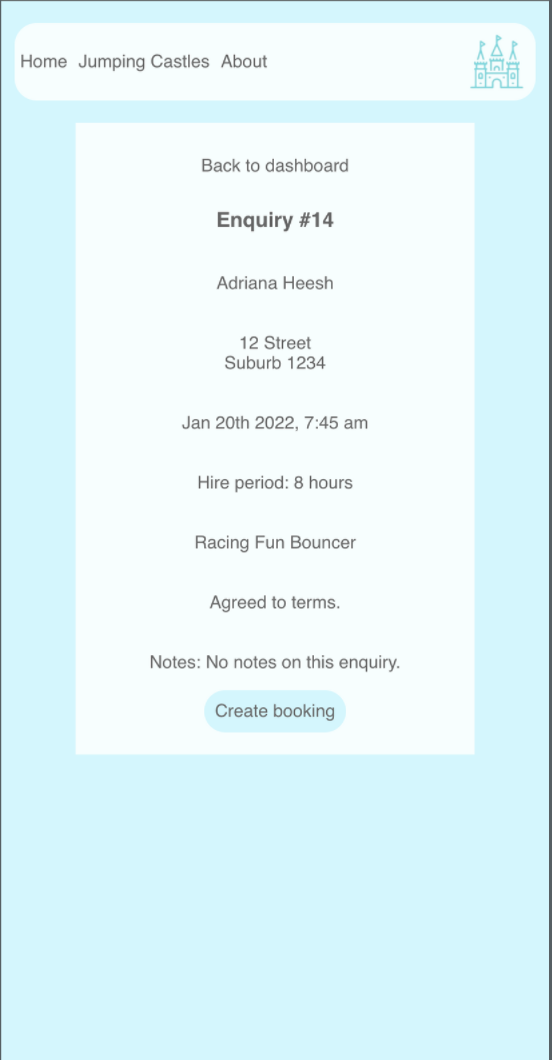 Home Jumping Castles About
Back to dashboard
Enquiry #14
Adriana Heesh
12 Street
Suburb 1234
Jan 20th 2022, 7:45 am
Hire period: 8 hours
Racing Fun Bouncer
Agreed to terms.
Notes: No notes on this enquiry.
Create booking